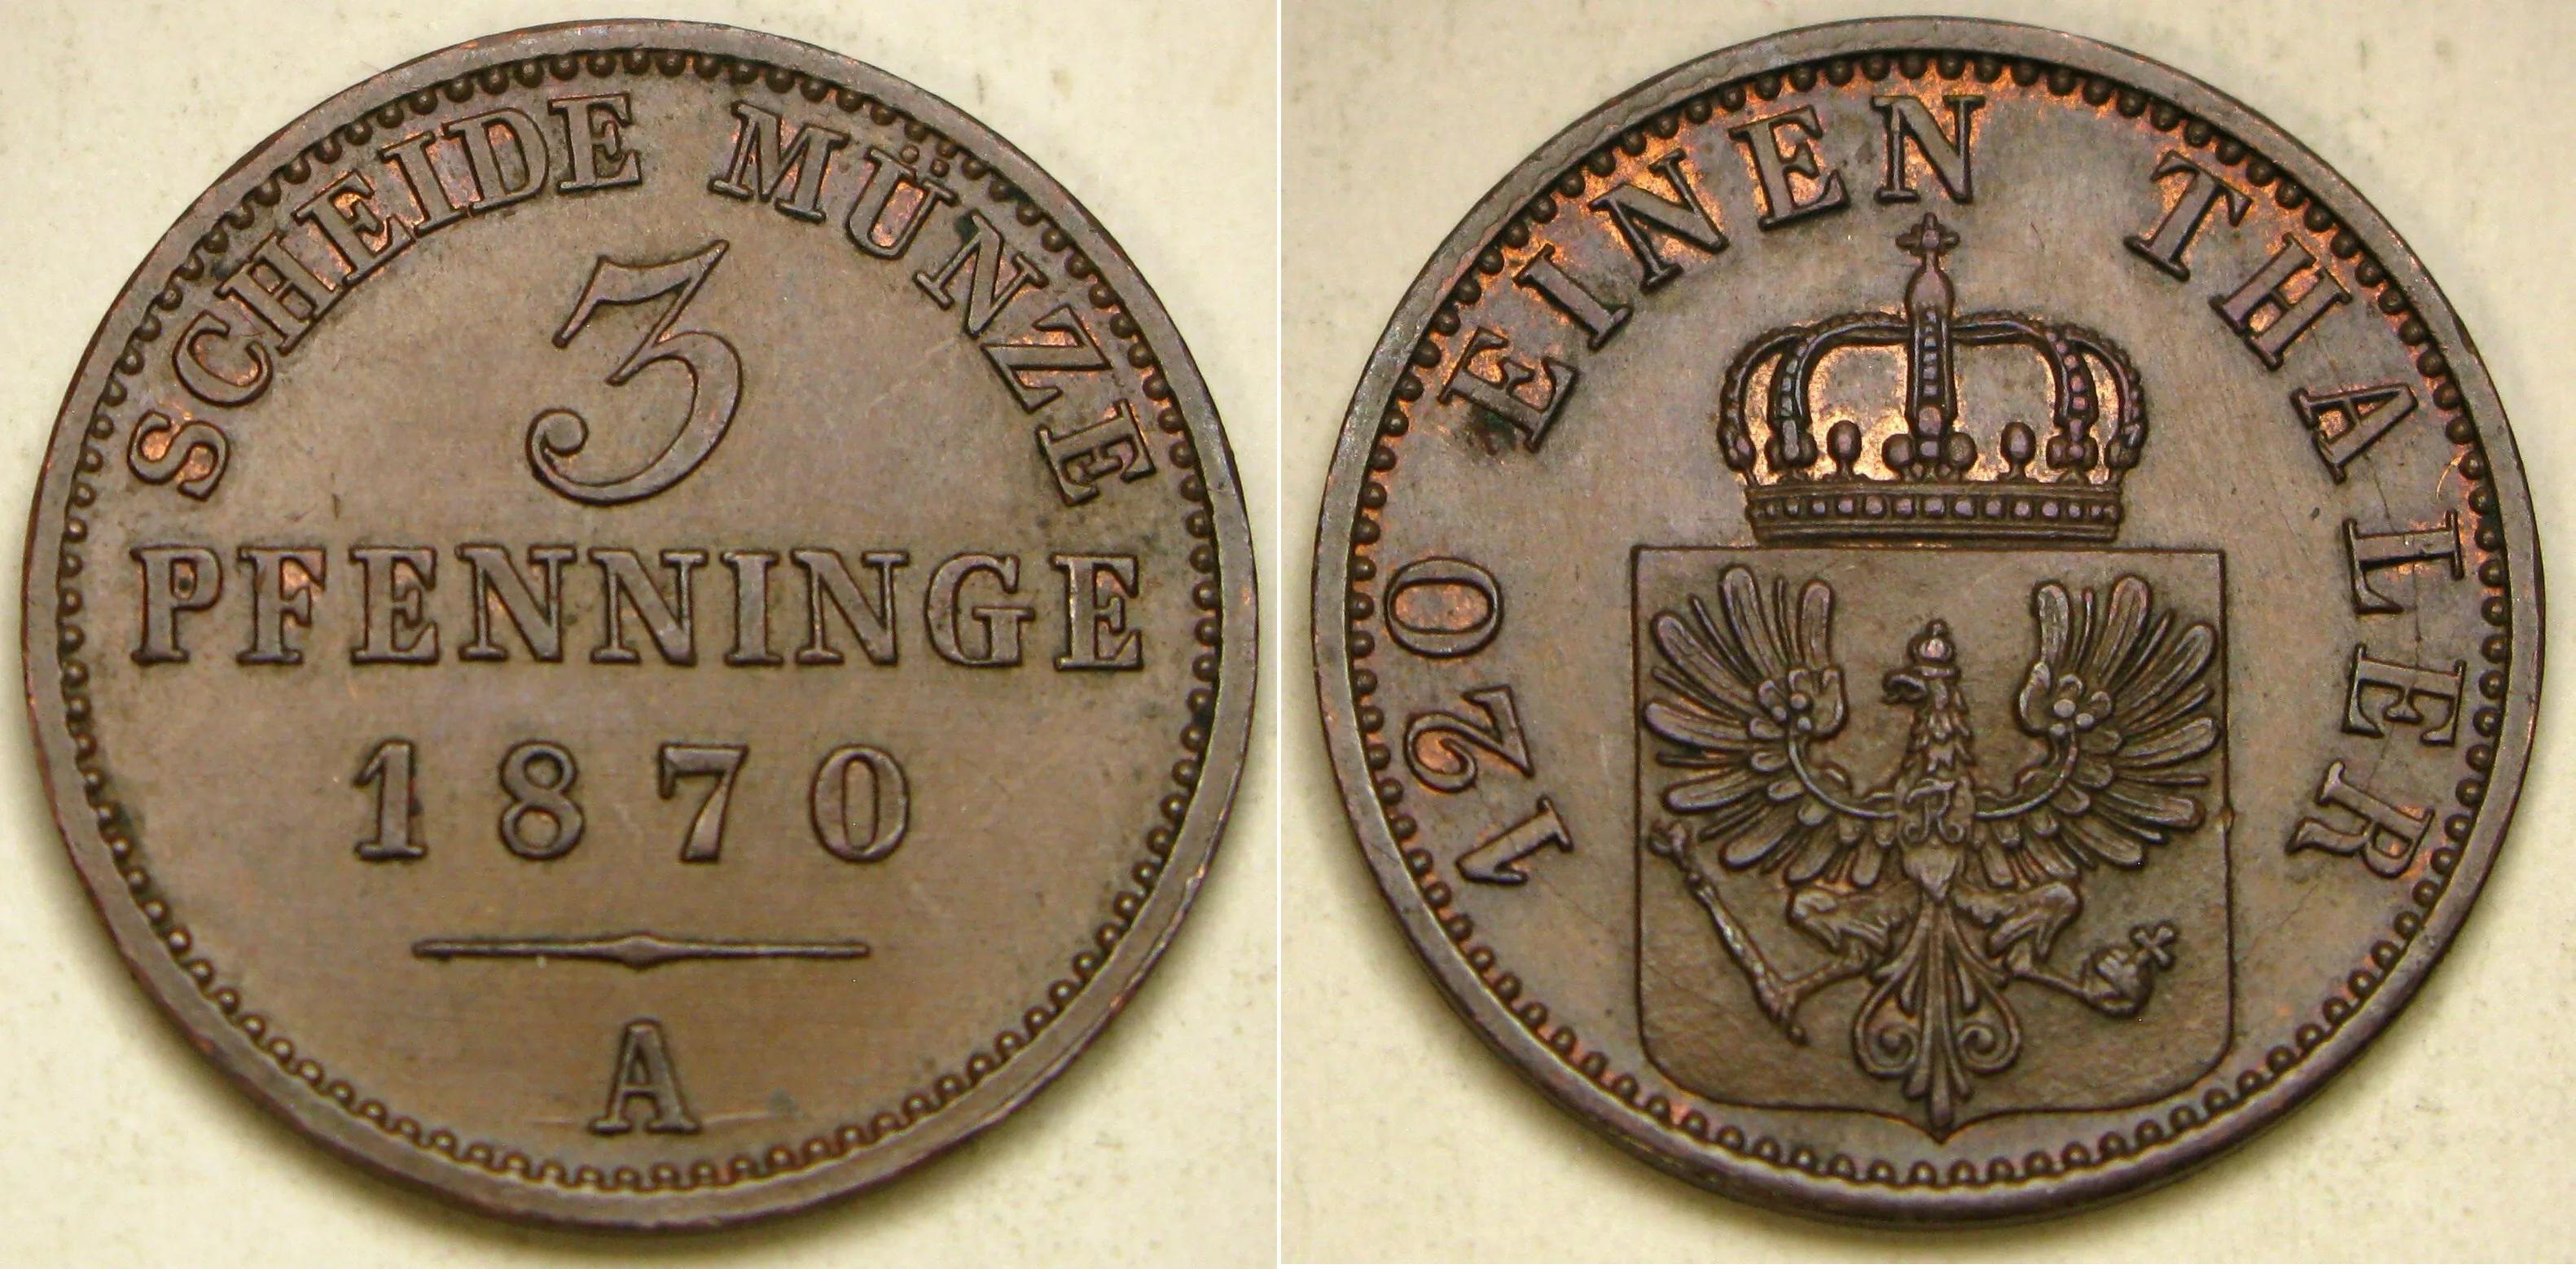 SCHEIDE MÜNZE
3
PFENNINGE
1870
A
120 EINEN THALER
R